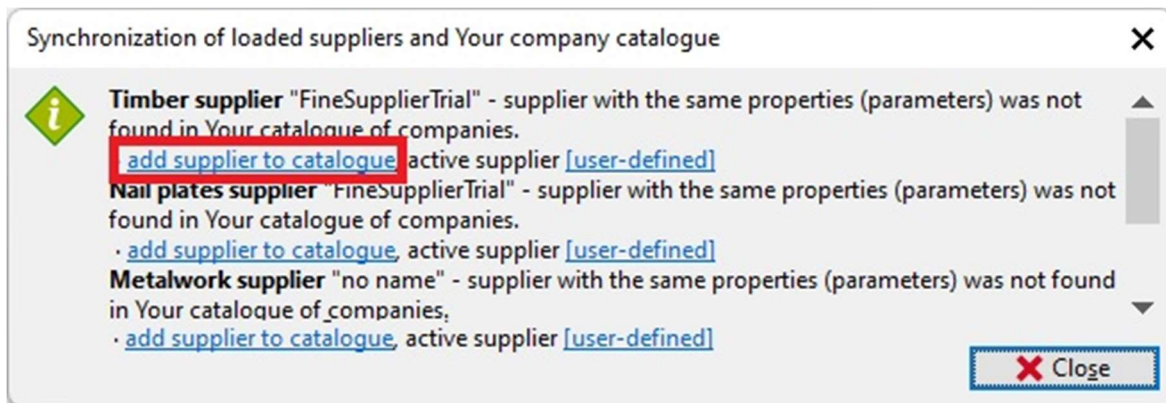 Synchronization of loaded suppliers and Your company catalogue
Timber supplier "FineSupplierTrial" - supplier with the same properties (parameters) was not
found in Your catalogue of companies.
· add supplier to catalogue, active supplier [user-defined]
Nail plates supplier "FineSupplierTrial" - supplier with the same properties (parameters) was not
found in Your catalogue of companies.
· add supplier to catalogue, active supplier [user-defined]
Metalwork supplier "no name" - supplier with the same properties (parameters) was not found
in Your catalogue of companies.
· add supplier to catalogue, active supplier [user-defined]
Close